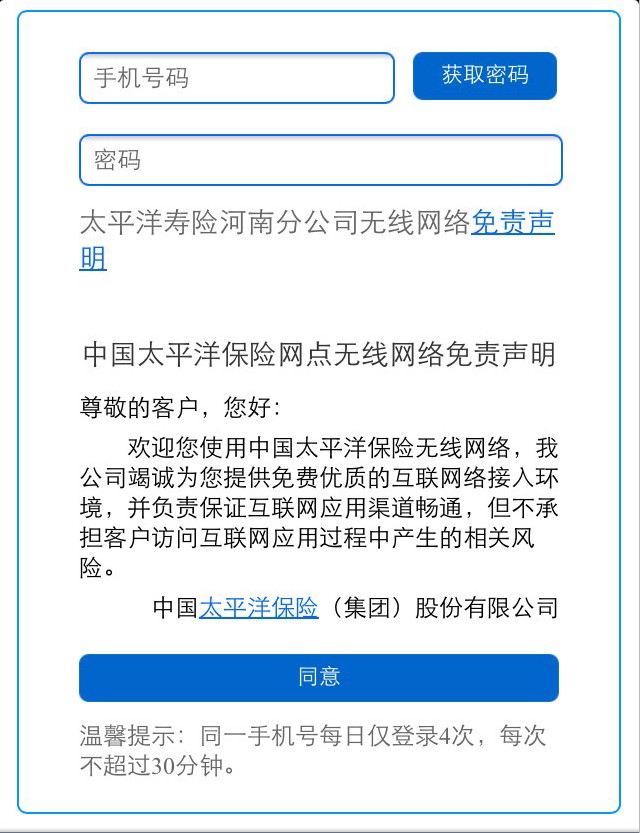 手机号码
获取密码
密码
太平洋寿险河南分公司无线网络免责声
明
中国太平洋保险网点无线网络免责声明
尊敬的客户，您好：
欢迎您使用中国太平洋保险无线网络，我
公司竭诚为您提供免费优质的互联网络接入环
境，并负责保证互联网应用渠道畅通，但不承
担客户访问互联网应用过程中产生的相关风
险。
中国太平洋保险（集团）股份有限公司
同意
温馨提示：同一手机号每日仅登录4次，每次
不超过30分钟。